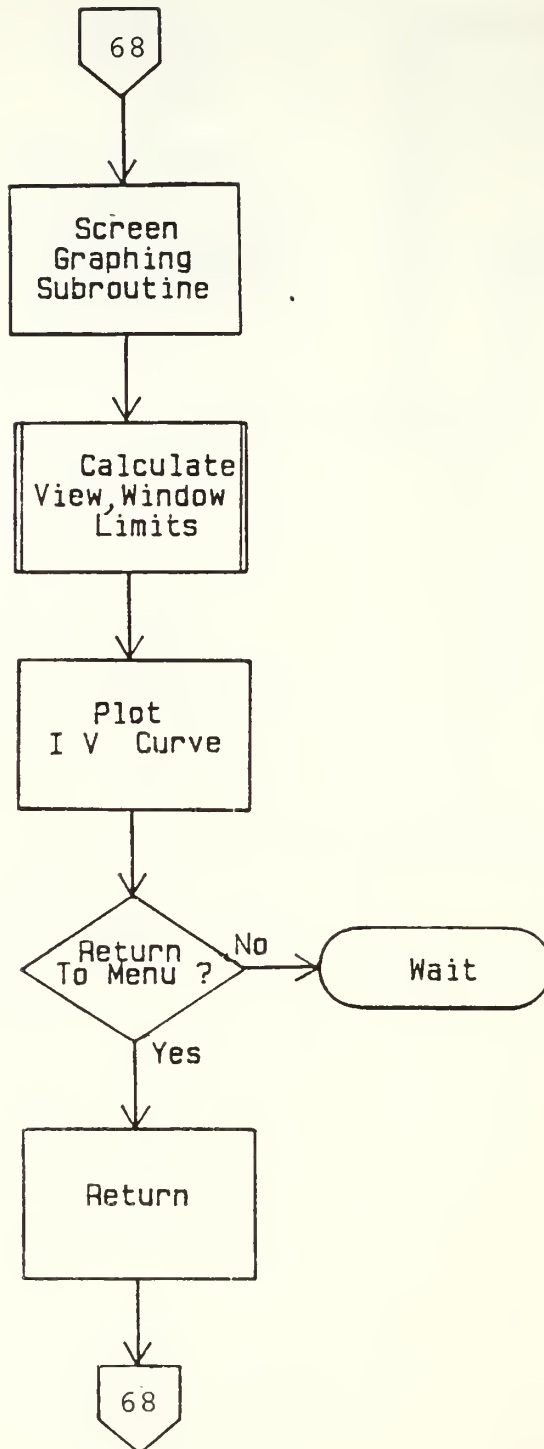 68
Screen
Graphing
Subroutine
Calculate
View,Window
Limits
Plot
I V Curve
Return
To Menu ?
No
Wait
Yes
Return
68